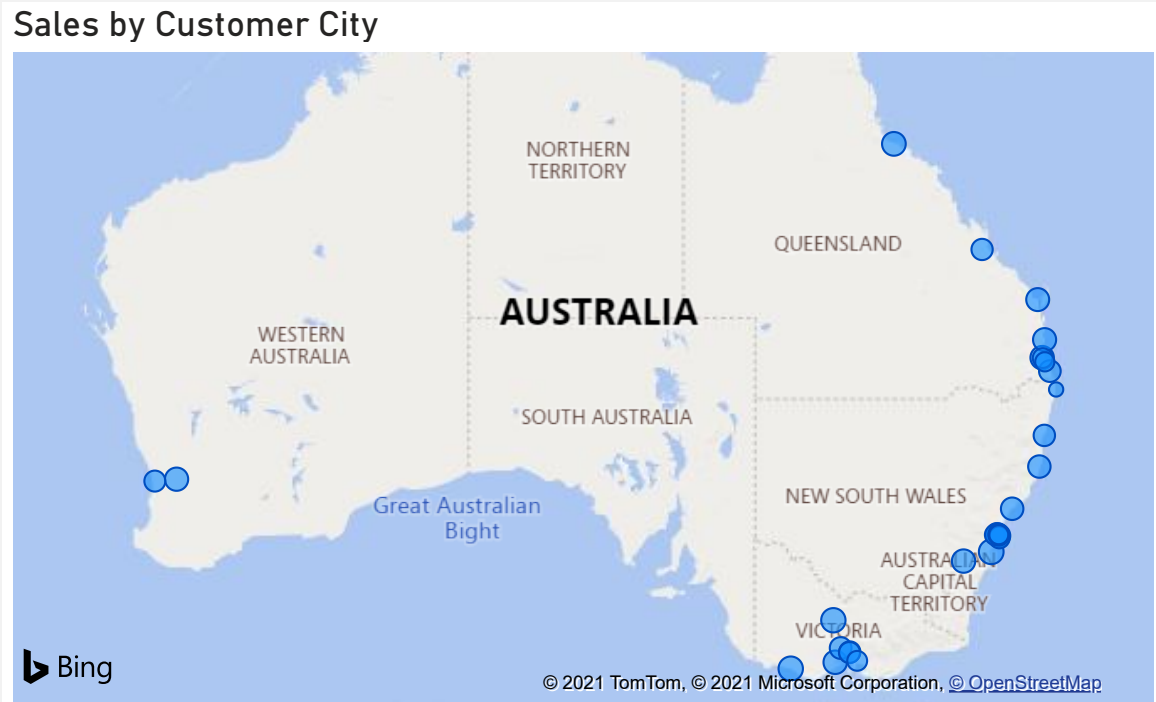 Sales by Customer City
NORTHERN
TERRITORY
QUEENSLAND
AUSTRALIA
WESTERN
AUSTRALIA
SOUTH AUSTRALIA
Great Australian
Bight
NEW SOUTH WALES
AUSTRALIAN
CAPITAL
TERRITORY
VICTORIA
Bing
© 2021 TomTom, © 2021 Microsoft Corporation, © OpenStreetMap